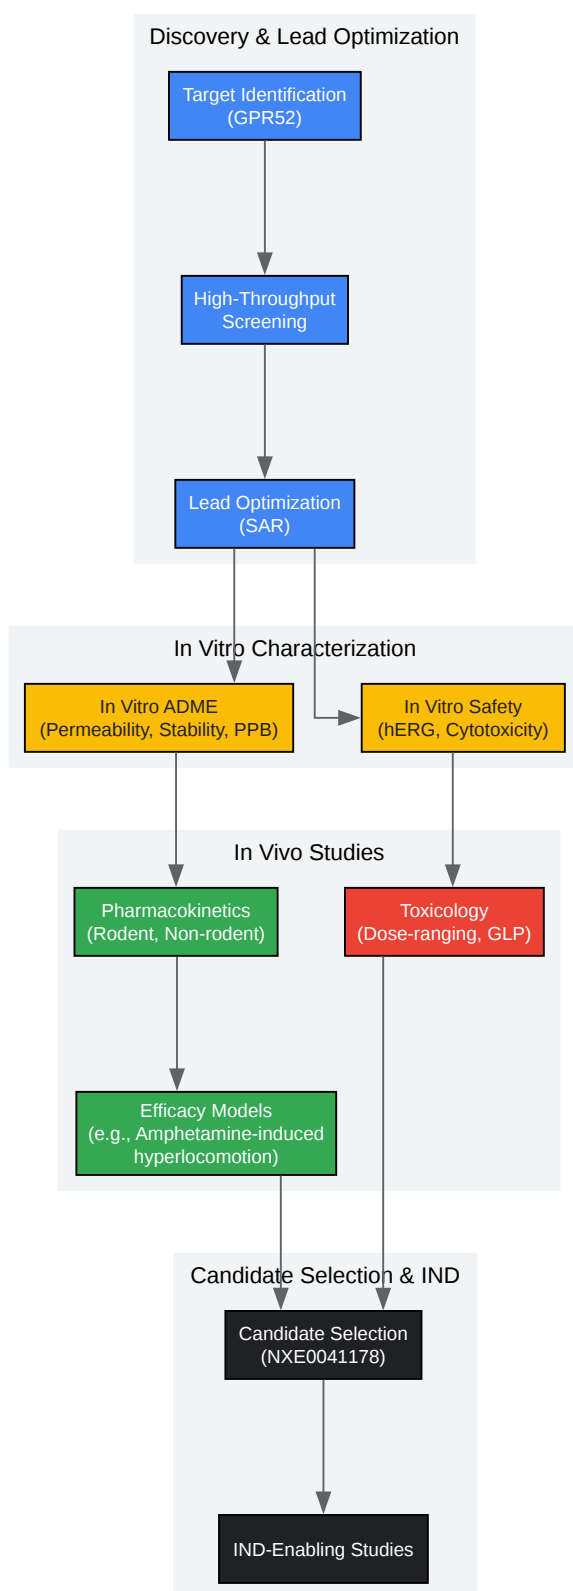 Discovery & Lead Optimization
Target Identification
(GPR52)
High-Throughput
Screening
Lead Optimization
(SAR)
In Vitro Characterization
In Vitro ADME
(Permeability, Stability, PPB)
In Vitro Safety
(hERG, Cytotoxicity)
In Vivo Studies
Pharmacokinetics
(Rodent, Non-rodent)
Toxicology
(Dose-ranging, GLP)
Efficacy Models
(e.g., Amphetamine-induced
hyperlocomotion)
Candidate Selection & IND
Candidate Selection
(NXE0041178)
IND-Enabling Studies